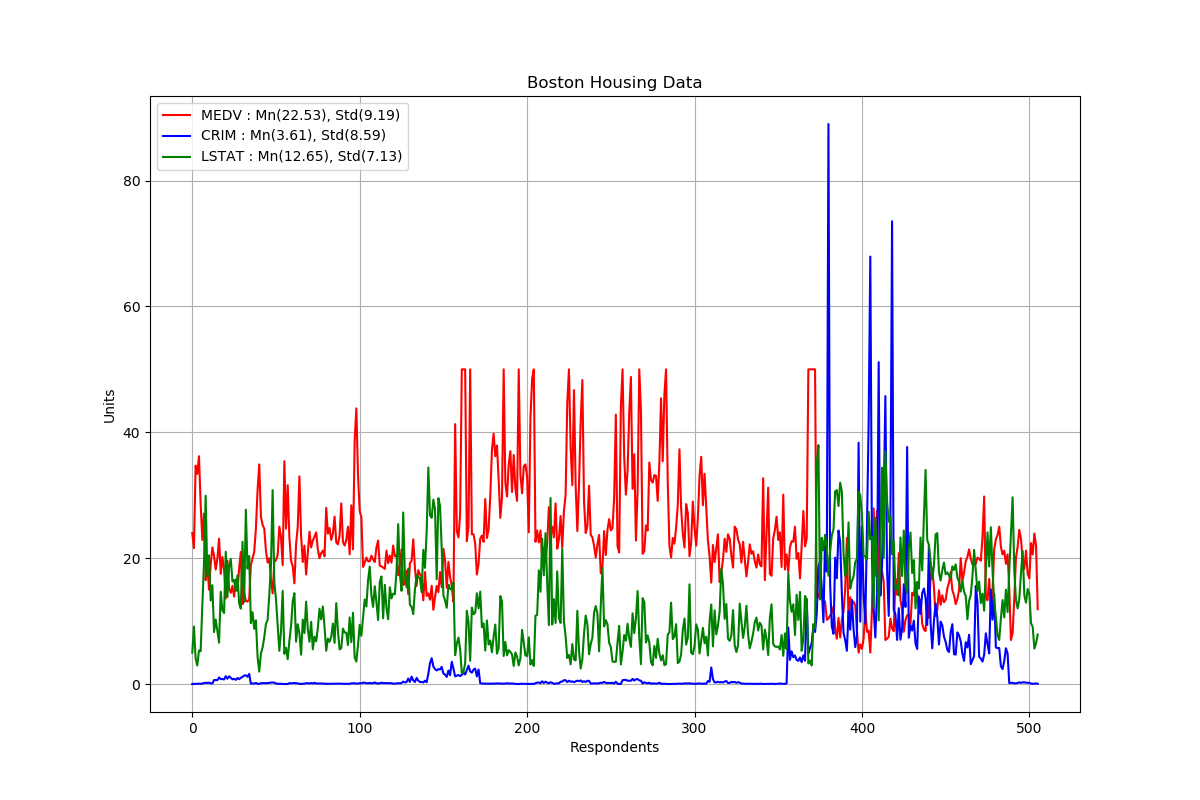 Boston Housing Data
MEDV : Mn(22.53), Std(9.19)
CRIM : Mn(3.61), Std(8.59)
LSTAT : Mn(12.65), Std(7.13)
80
60
40
20
0
Units
0 100 200 300 400 500
Respondents